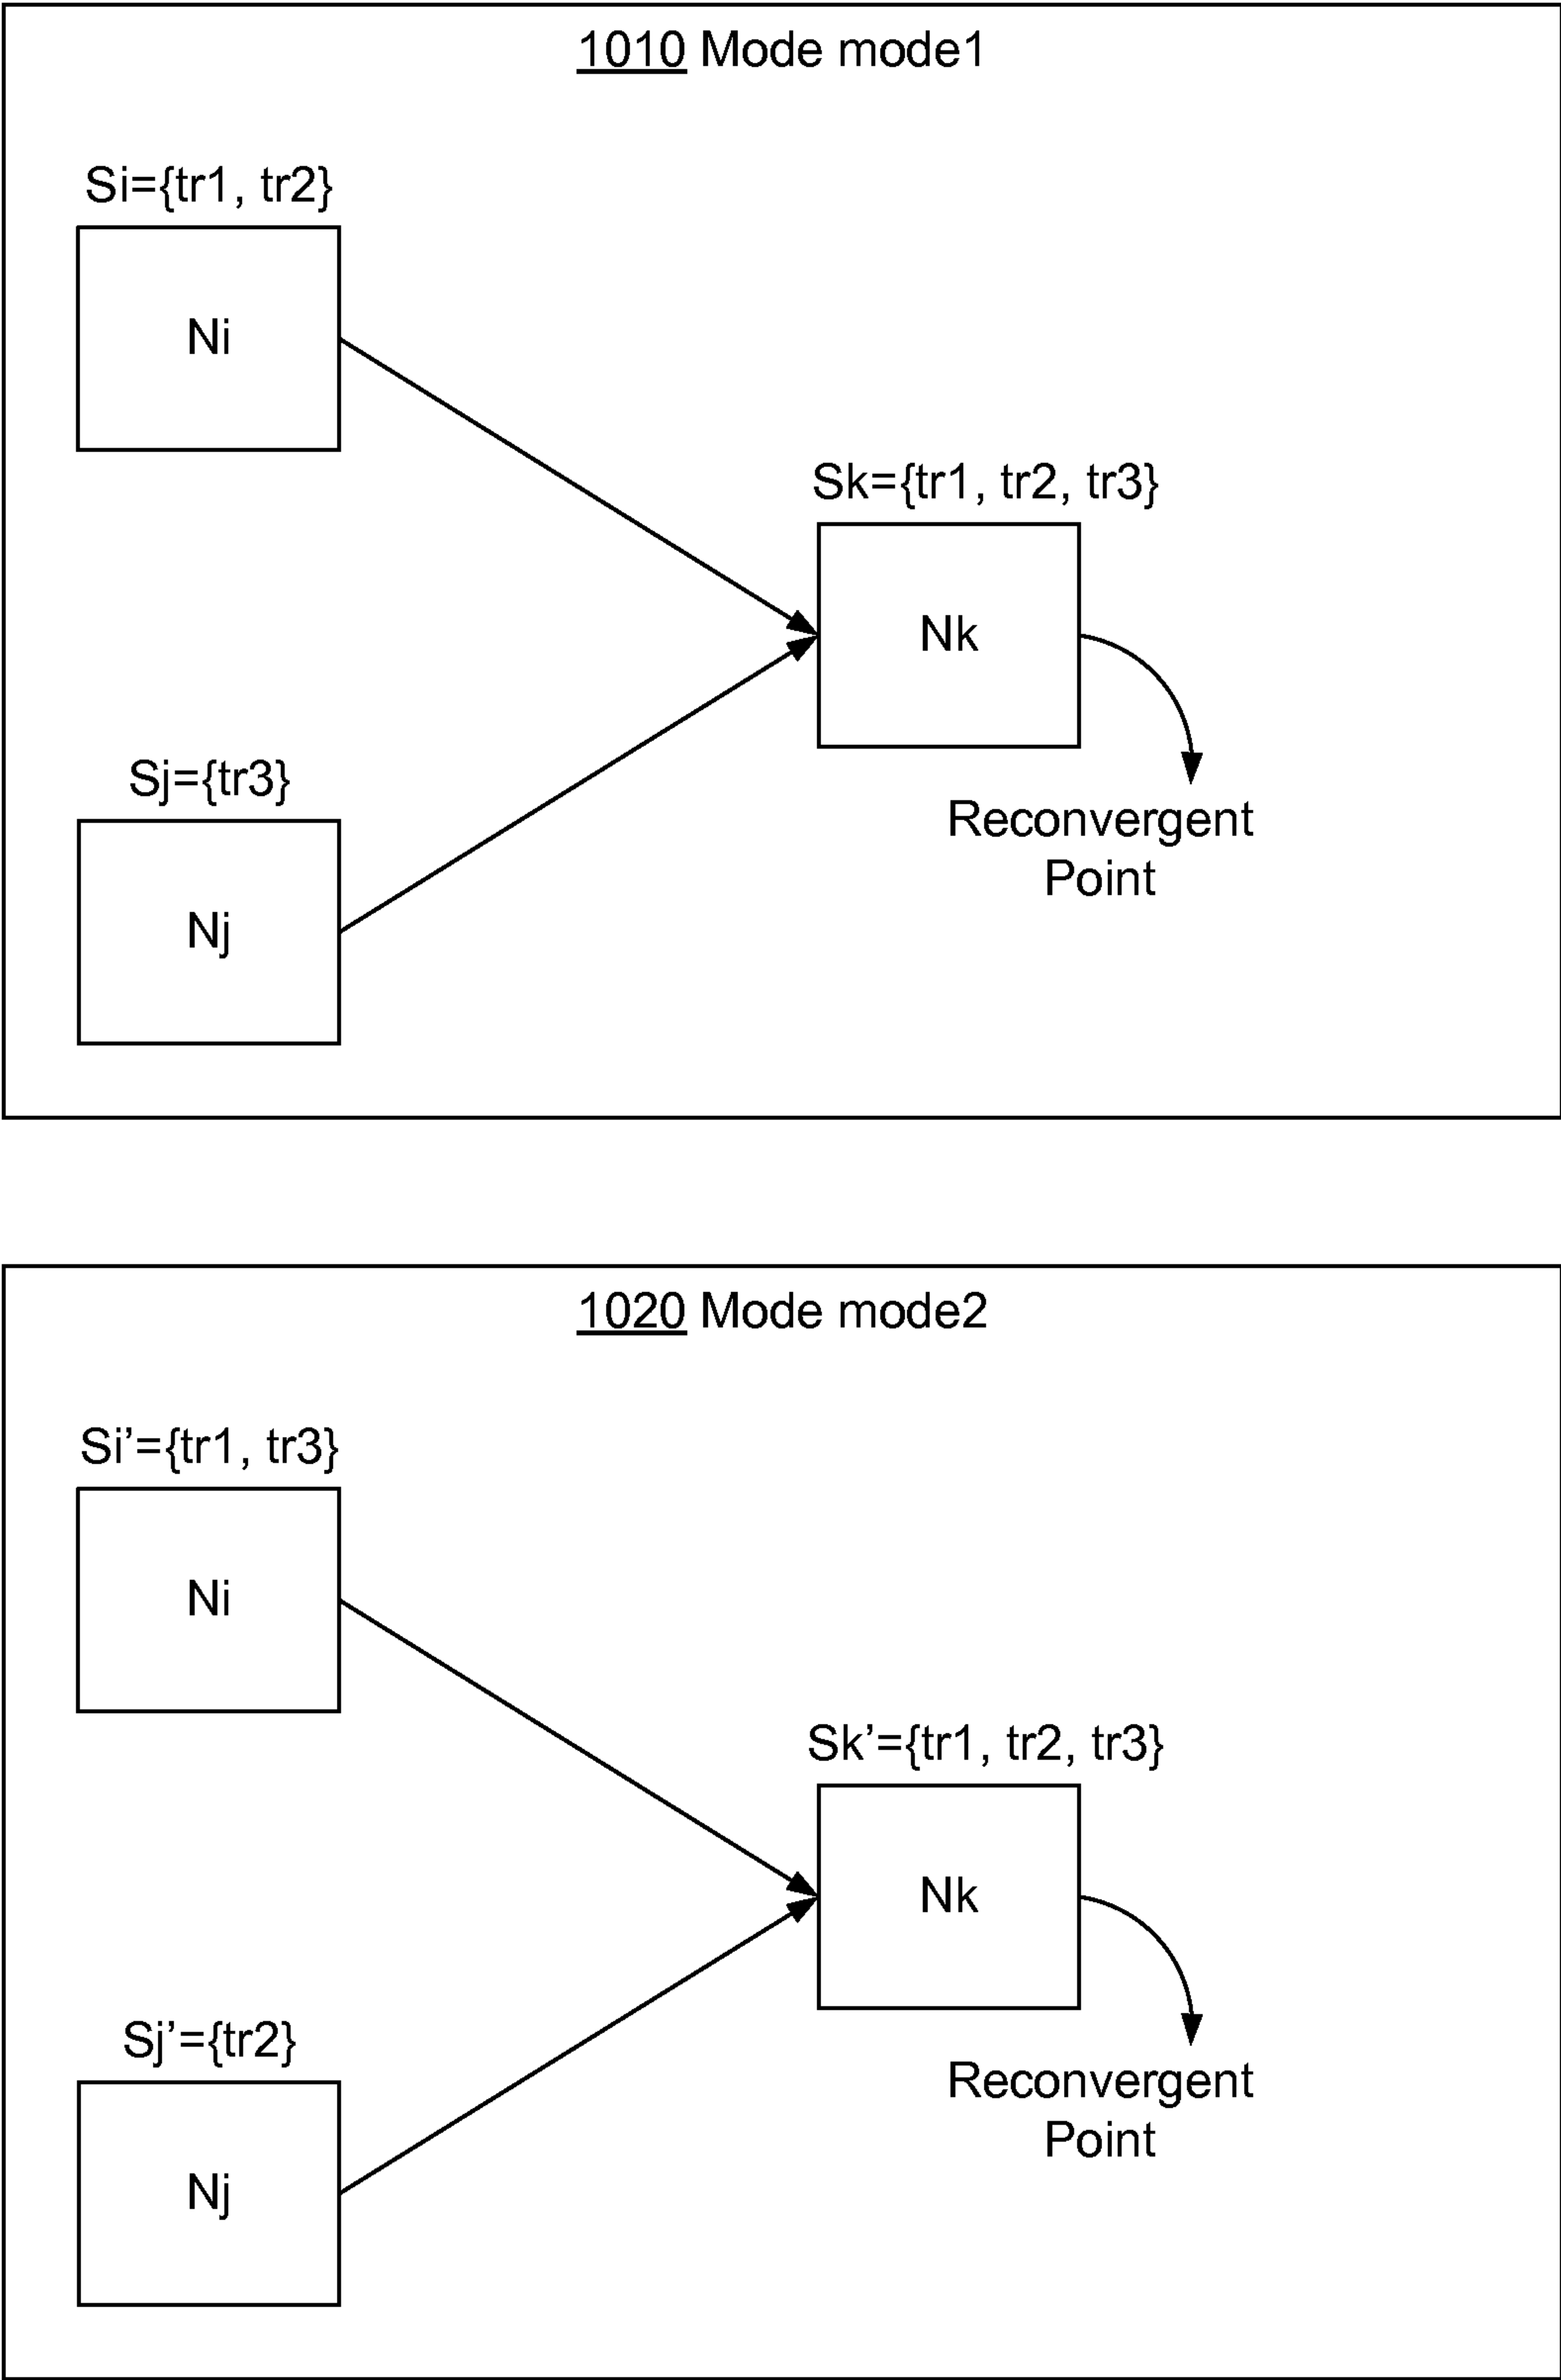 1010 Mode mode1
Si={tr1, tr2}
Ni
Sk={tr1, tr2, tr3}
Nk
Sj={tr3}
Reconvergent
Point
Nj
1020 Mode mode2
Si’={tr1, tr3}
Ni
Sk’={tr1, tr2, tr3}
Nk
Sj’={tr2}
Reconvergent
Point
Nj